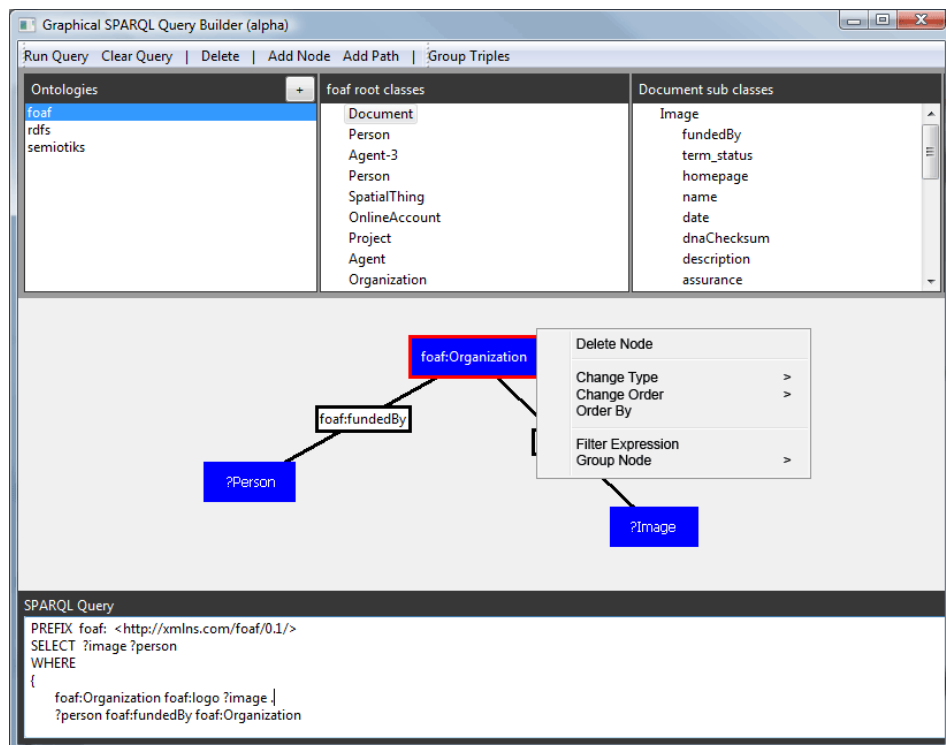 Graphical SPARQL Query Builder (alpha)
Run Query Clear Query | Delete | Add Node Add Path | Group Triples
Ontologies +
foaf
rdfs
semiotiks
foaf root classes
Document
Person
Agent-3
Person
SpatialThing
OnlineAccount
Project
Agent
Organization
Document sub classes
Image
fundedBy
term_status
homepage
name
date
dnaChecksum
description
assurance
foaf:Organization
foaf:fundedBy
?Person
?Image
Delete Node
Change Type >
Change Order >
Order By
Filter Expression
Group Node >
SPARQL Query
PREFIX foaf: <http://xmlns.com/foaf/0.1/>
SELECT ?image ?person
WHERE
{
foaf:Organization foaf:logo ?image .
?person foaf:fundedBy foaf:Organization